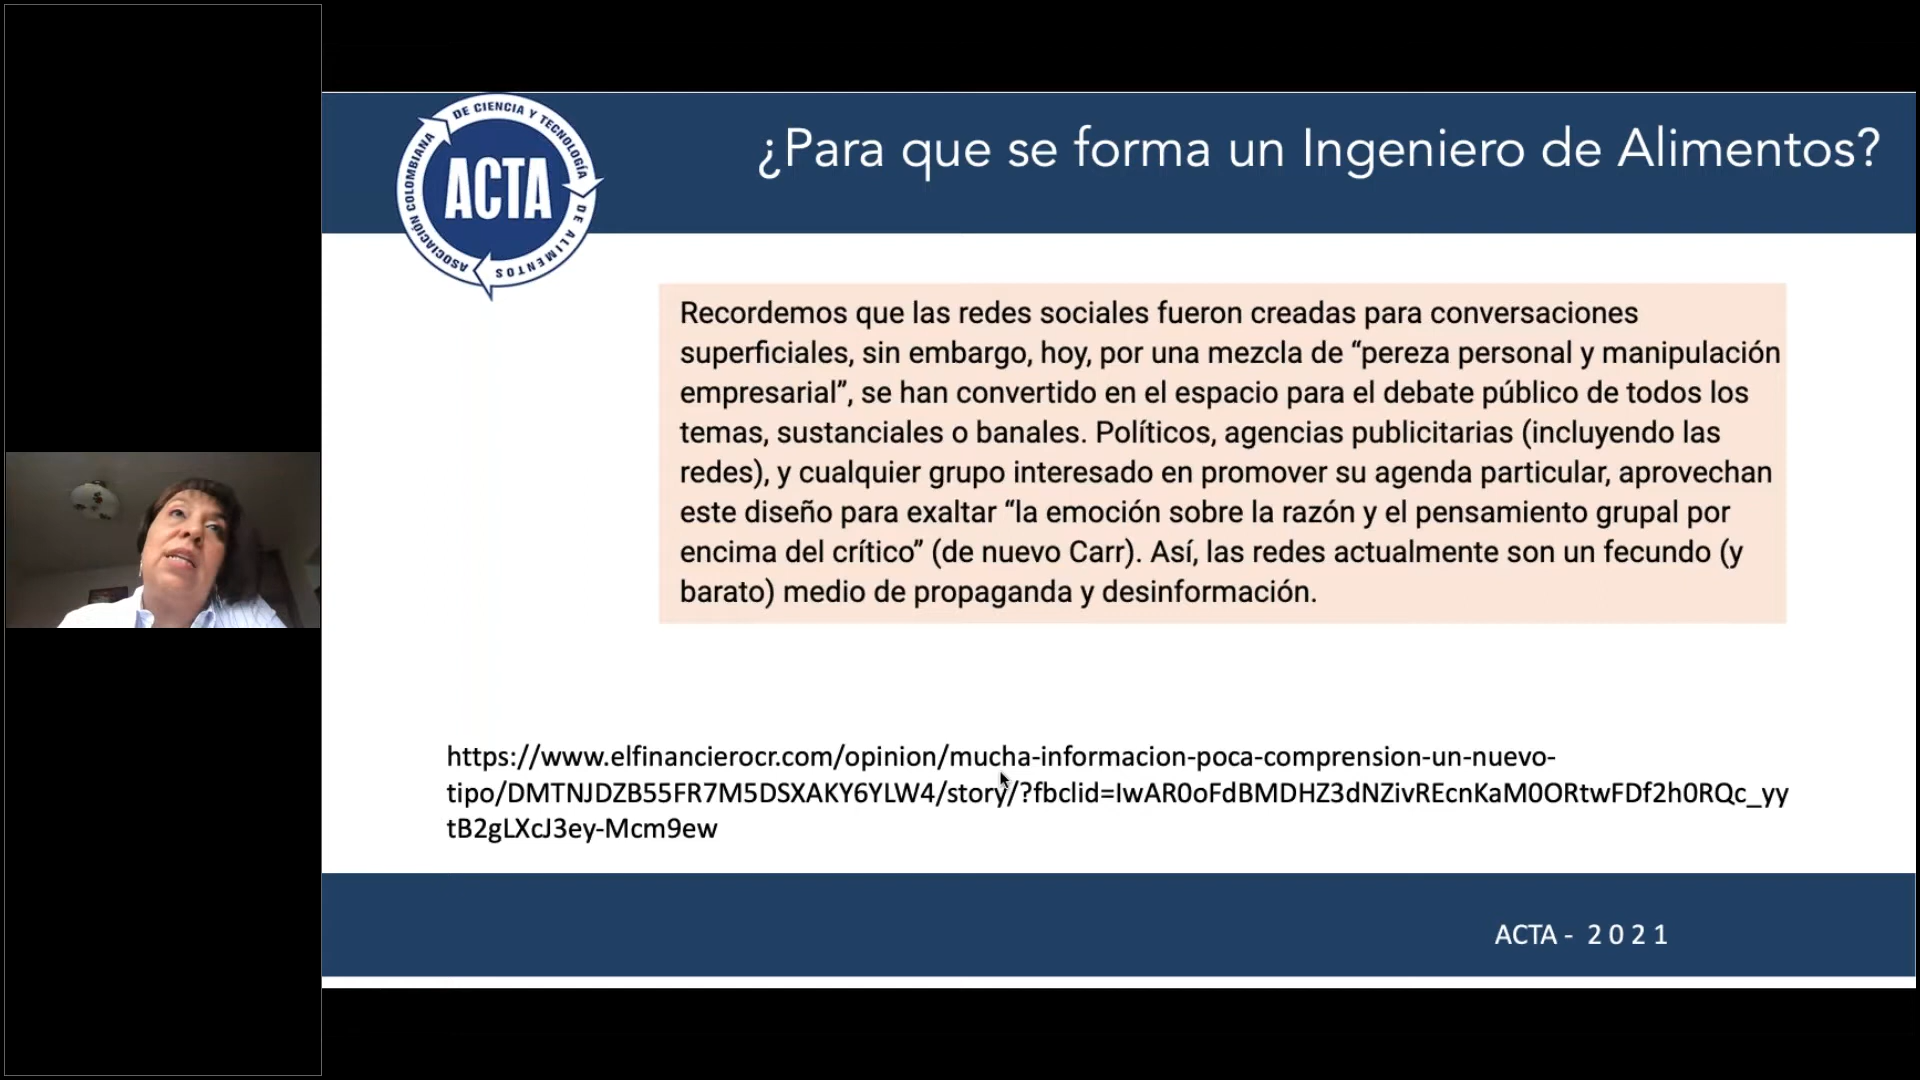 ASOCIACIÓN COLOMBIANA DE CIENCIA Y TECNOLOGÍA DE ALIMENTOS
ACTA
¿Para que se forma un Ingeniero de Alimentos?
Recordemos que las redes sociales fueron creadas para conversaciones
superficiales, sin embargo, hoy, por una mezcla de “pereza personal y manipulación
empresarial”, se han convertido en el espacio para el debate público de todos los
temas, sustanciales o banales. Políticos, agencias publicitarias (incluyendo las
redes), y cualquier grupo interesado en promover su agenda particular, aprovechan
este diseño para exaltar “la emoción sobre la razón y el pensamiento grupal por
encima del crítico” (de nuevo Carr). Así, las redes actualmente son un fecundo (y
barato) medio de propaganda y desinformación.
https://www.elfinancierocr.com/opinion/mucha-informacion-poca-comprension-un-nuevo-
tipo/DMTNJDZB55FR7M5DSXAKY6YLW4/story/?fbclid=IwAR0oFdBMDHZ3dNZivREcnKaM0ORtwFDf2h0RQc_yy
tB2gLXcJ3ey-Mcm9ew
ACTA - 2 0 2 1